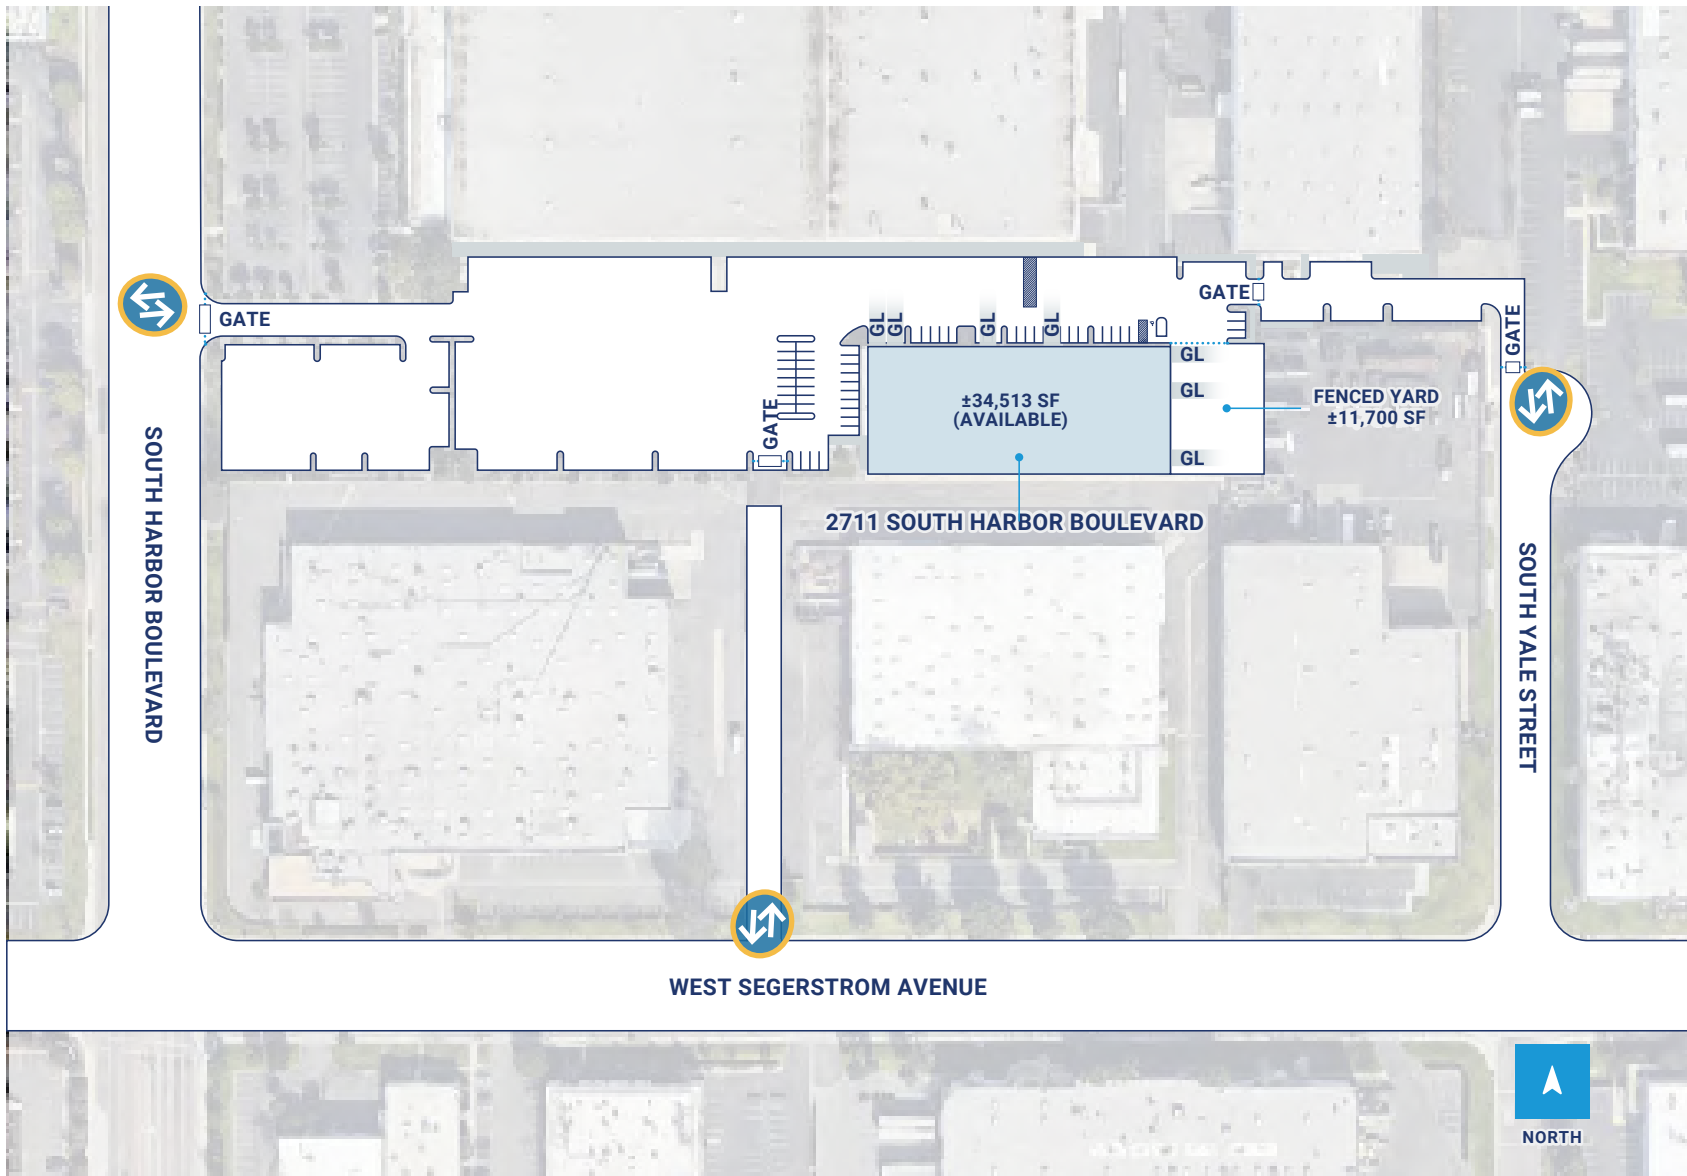 GATE
GATE
GATE
GATE
GL
GL
GL
GL
GL
GL
GL
±34,513 SF
(AVAILABLE)
FENCED YARD
±11,700 SF
2711 SOUTH HARBOR BOULEVARD
SOUTH HARBOR BOULEVARD
SOUTH YALE STREET
WEST SEGERSTROM AVENUE
NORTH